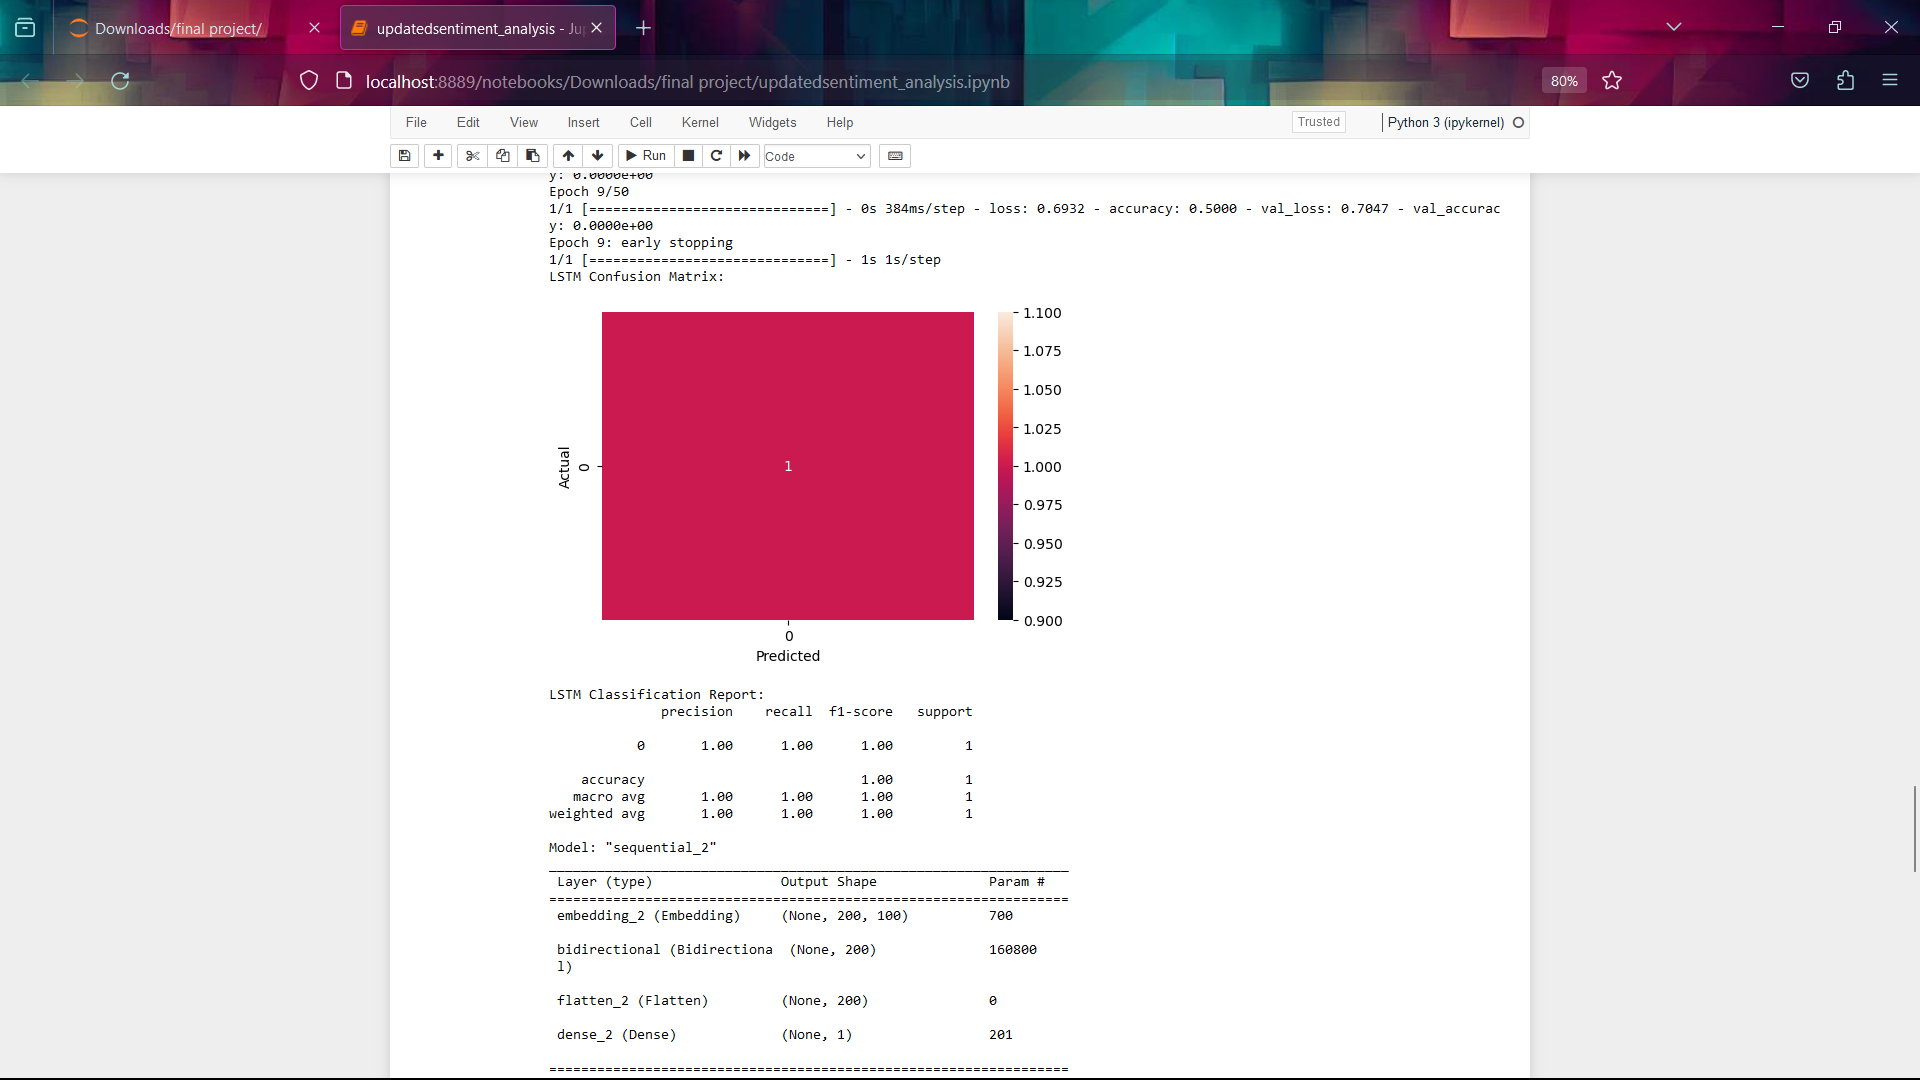 Downloads/final project/
updatedsentiment_analysis - Ju
localhost:8889/notebooks/Downloads/final project/updatedsentiment_analysis.ipynb
80%
File Edit View Insert Cell Kernel Widgets Help
Trusted
Python 3 (ipykernel)
Run
Code
y: 0.0000e+00
Epoch 9/50
1/1 [==============================] - 0s 384ms/step - loss: 0.6932 - accuracy: 0.5000 - val_loss: 0.7047 - val_accurac
y: 0.0000e+00
Epoch 9: early stopping
1/1 [==============================] - 1s 1s/step
LSTM Confusion Matrix:
1.100
1.075
1.050
1.025
1.000
0.975
0.950
0.925
0.900
Actual
0
1
0
Predicted
LSTM Classification Report:
precision recall f1-score support
0 1.00 1.00 1.00 1
accuracy 1.00 1
macro avg 1.00 1.00 1.00 1
weighted avg 1.00 1.00 1.00 1
Model: "sequential_2"
_________________________________________________________________
Layer (type) Output Shape Param #
=================================================================
embedding_2 (Embedding) (None, 200, 100) 700
bidirectional (Bidirectiona (None, 200) 160800
l)
flatten_2 (Flatten) (None, 200) 0
dense_2 (Dense) (None, 1) 201
=================================================================